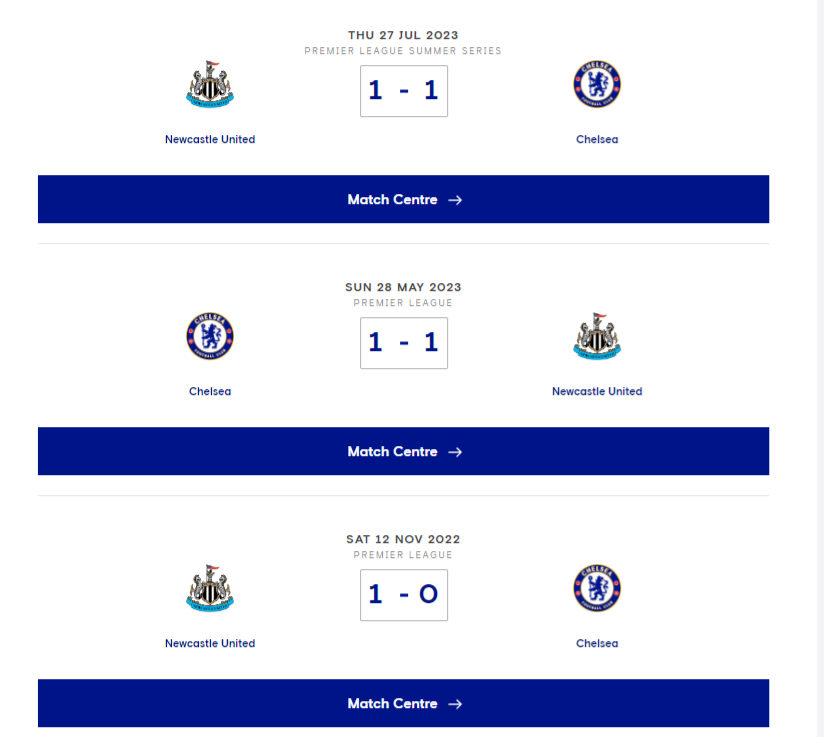 THU 27 JUL 2023
PREMIER LEAGUE SUMMER SERIES
1 - 1
Newcastle United
Chelsea
Match Centre →
SUN 28 MAY 2023
PREMIER LEAGUE
1 - 1
Chelsea
Newcastle United
Match Centre →
SAT 12 NOV 2022
PREMIER LEAGUE
1 - 0
Newcastle United
Chelsea
Match Centre →